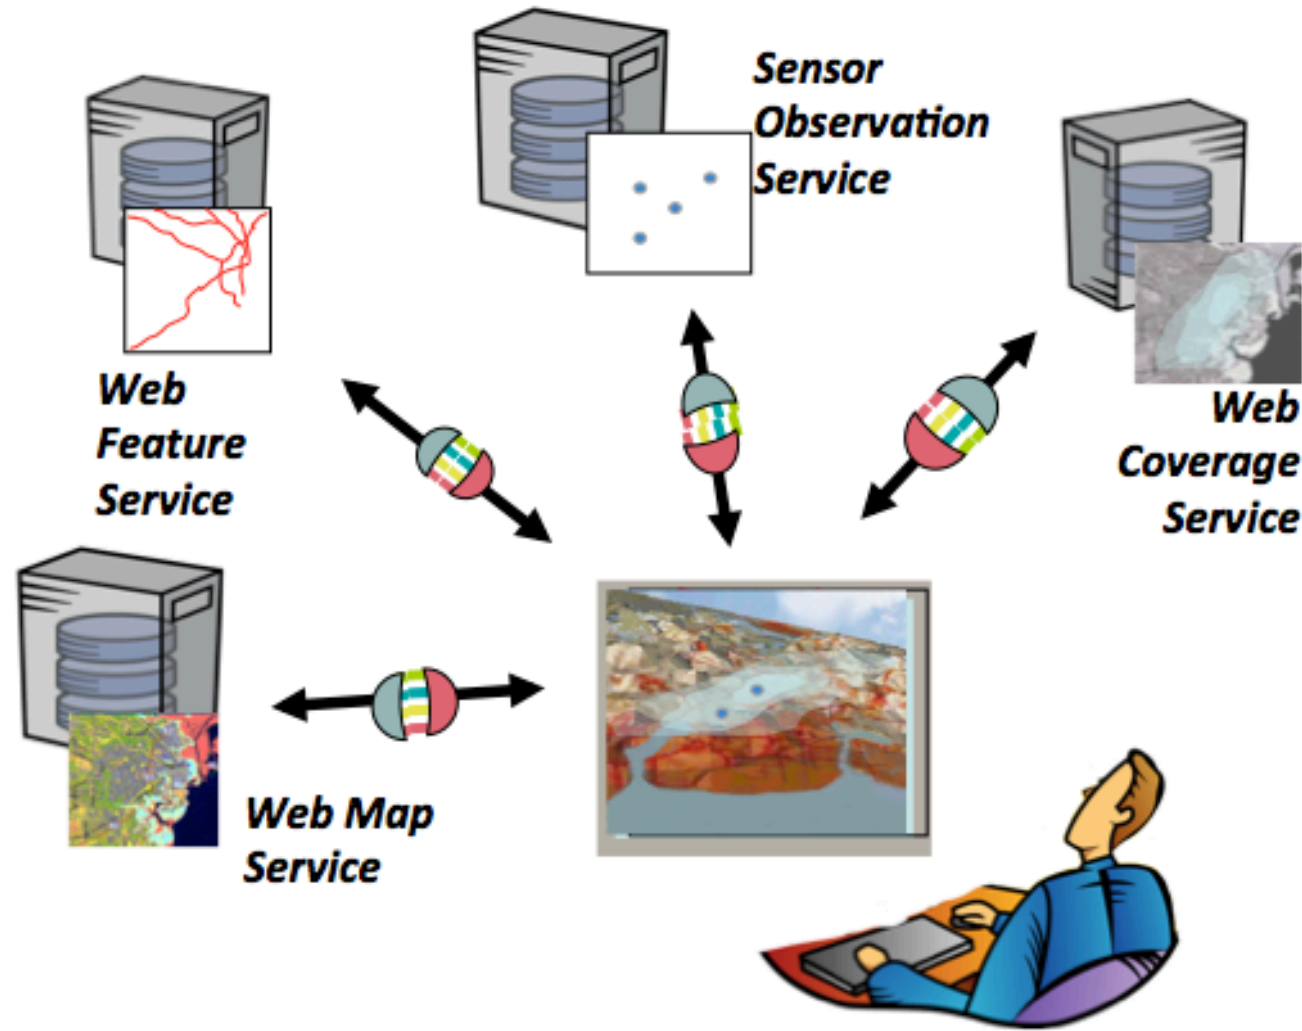 Sensor
Observation
Service
Web
Feature
Service
Web
Coverage
Service
Web Map
Service